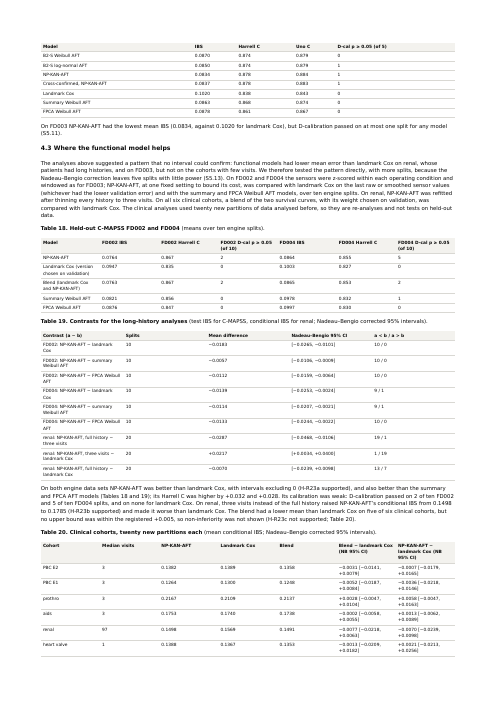 Model IBS Harrell C Uno C D-cal p ≥ 0.05 (of 5)
B2-S Weibull AFT 0.0870 0.874 0.879 0
B2-S log-normal AFT 0.0850 0.874 0.879 1
NP-KAN-AFT 0.0834 0.878 0.883 1
Cross-confirmed, NP-KAN-AFT 0.0837 0.878 0.883 1
Landmark Cox 0.1020 0.838 0.843 0
Summary Weibull AFT 0.0863 0.868 0.874 0
FPCA Weibull AFT 0.0878 0.861 0.867 0
On FD003 NP-KAN-AFT had the lowest mean IBS (0.0834, against 0.1020 for landmark Cox), but D-calibration passed on at most one split for any model
(S5.11).
4.3 Where the functional model helps
The analyses above suggested a pattern that no interval could confirm: functional models had lower mean error than landmark Cox on renal, whose
patients had long histories, and on FD003, but not on the cohorts with few visits. We therefore tested the pattern directly, with more splits, because the
Nadeau-Bengio correction leaves five splits with little power (S5.13). On FD002 and FD004 the sensors were z-scored within each operating condition and
windowed as for FD003; NP-KAN-AFT, at one fixed setting to bound its cost, was compared with landmark Cox on the last raw or smoothed sensor values
(whichever had the lower validation error) and with the summary and FPCA Weibull AFT models, over ten engine splits. On renal, NP-KAN-AFT was refitted
after thinning every history to three visits. On all six clinical cohorts, a blend of the two survival curves, with its weight chosen on validation, was
compared with landmark Cox. The clinical analyses used twenty new partitions of data analysed before, so they are re-analyses and not tests on held-out
data.
Table 18. Held-out C-MAPSS FD002 and FD004 (means over ten engine splits).
Model FD002 IBS FD002 Harrell C FD002 D-cal p ≥ 0.05 (of 10) FD004 IBS FD004 Harrell C FD004 D-cal p ≥ 0.05 (of 10)
NP-KAN-AFT 0.0764 0.867 2 0.0864 0.855 5
Landmark Cox (version chosen on validation) 0.0947 0.835 0 0.1003 0.827 0
Blend (landmark Cox and NP-KAN-AFT) 0.0763 0.867 2 0.0865 0.853 2
Summary Weibull AFT 0.0821 0.856 0 0.0978 0.832 1
FPCA Weibull AFT 0.0876 0.847 0 0.0997 0.830 0
Table 19. Contrasts for the long-history analyses (test IBS for C-MAPSS, conditional IBS for renal; Nadeau-Bengio corrected 95% intervals).
Contrast (a − b) Splits Mean difference Nadeau-Bengio 95% CI a < b / a > b
FD002: NP-KAN-AFT − landmark Cox 10 −0.0183 [−0.0265, −0.0101] 10 / 0
FD002: NP-KAN-AFT − summary Weibull AFT 10 −0.0057 [−0.0106, −0.0009] 10 / 0
FD002: NP-KAN-AFT − FPCA Weibull AFT 10 −0.0112 [−0.0159, −0.0064] 10 / 0
FD004: NP-KAN-AFT − landmark Cox 10 −0.0139 [−0.0253, −0.0024] 9 / 1
FD004: NP-KAN-AFT − summary Weibull AFT 10 −0.0114 [−0.0207, −0.0021] 9 / 1
FD004: NP-KAN-AFT − FPCA Weibull AFT 10 −0.0133 [−0.0244, −0.0022] 10 / 0
renal: NP-KAN-AFT, full history − three visits 20 −0.0287 [−0.0468, −0.0106] 19 / 1
renal: NP-KAN-AFT, three visits − landmark Cox 20 +0.0217 [+0.0034, +0.0400] 1 / 19
renal: NP-KAN-AFT, full history − landmark Cox 20 −0.0070 [−0.0239, +0.0098] 13 / 7
On both engine data sets NP-KAN-AFT was better than landmark Cox, with intervals excluding 0 (H-R23a supported), and also better than the summary
and FPCA AFT models (Tables 18 and 19); its Harrell C was higher by +0.032 and +0.028. Its calibration was weak: D-calibration passed on 2 of ten FD002
and 5 of ten FD004 splits, and on none for landmark Cox. On renal, three visits instead of the full history raised NP-KAN-AFT's conditional IBS from 0.1498
to 0.1785 (H-R23b supported) and made it worse than landmark Cox. The blend had a lower mean than landmark Cox on five of six clinical cohorts, but
no upper bound was within the registered +0.005, so non-inferiority was not shown (H-R23c not supported; Table 20).
Table 20. Clinical cohorts, twenty new partitions each (mean conditional IBS; Nadeau-Bengio corrected 95% intervals).
Cohort Median visits NP-KAN-AFT Landmark Cox Blend Blend − landmark Cox (NB 95% CI) NP-KAN-AFT − landmark Cox (NB 95% CI)
PBC E2 3 0.1382 0.1389 0.1358 −0.0031 [−0.0141, +0.0079] −0.0007 [−0.0179, +0.0165]
PBC E1 3 0.1264 0.1300 0.1248 −0.0052 [−0.0187, +0.0084] −0.0036 [−0.0218, +0.0146]
prothro 3 0.2167 0.2109 0.2137 +0.0028 [−0.0047, +0.0104] +0.0058 [−0.0047, +0.0163]
aids 3 0.1753 0.1740 0.1738 −0.0002 [−0.0058, +0.0055] +0.0013 [−0.0062, +0.0089]
renal 97 0.1498 0.1569 0.1491 −0.0077 [−0.0218, +0.0063] −0.0070 [−0.0239, +0.0098]
heart valve 1 0.1388 0.1367 0.1353 −0.0013 [−0.0209, +0.0182] +0.0021 [−0.0213, +0.0256]